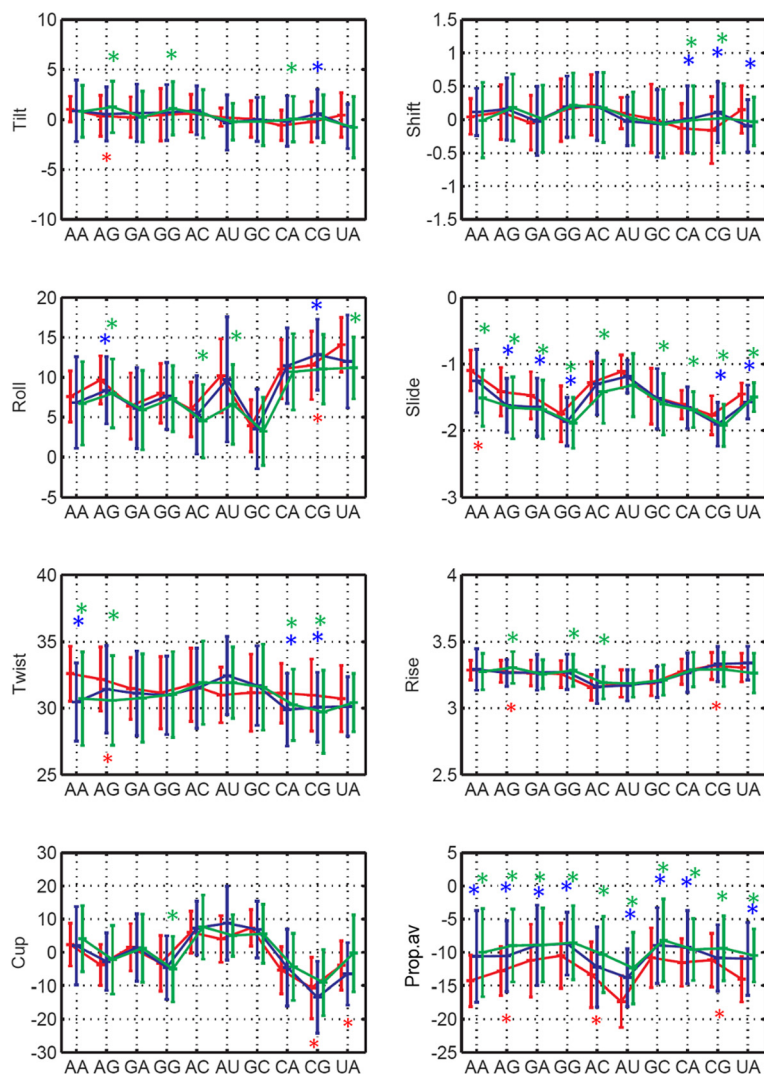 Tilt
10
5
0
-5
-10
AA AG GA GG AC AU GC CA CG UA
Shift
1.5
1
0.5
0
-0.5
-1
-1.5
AA AG GA GG AC AU GC CA CG UA
Roll
20
15
10
5
0
-5
AA AG GA GG AC AU GC CA CG UA
Slide
0
-1
-2
-3
AA AG GA GG AC AU GC CA CG UA
Twist
40
35
30
25
AA AG GA GG AC AU GC CA CG UA
Rise
4
3.5
3
2.5
AA AG GA GG AC AU GC CA CG UA
Cup
30
20
10
0
-10
-20
-30
AA AG GA GG AC AU GC CA CG UA
Prop.av
5
0
-5
-10
-15
-20
-25
AA AG GA GG AC AU GC CA CG UA